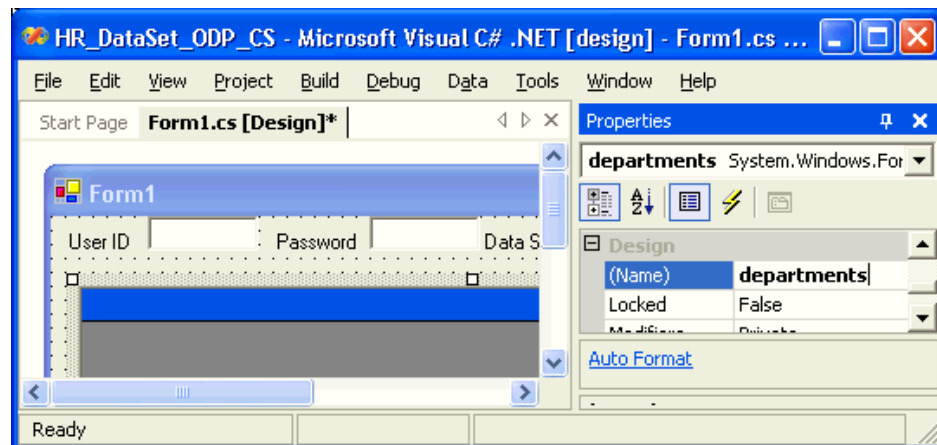 HR_DataSet_ODP_CS - Microsoft Visual C# .NET [design] - Form1.cs ...
File Edit View Project Build Debug Data Tools Window Help
Start Page Form1.cs [Design]*
Properties
departments System.Windows.For
Form1
User ID Password Data S
Design
(Name) departments
Locked False
Modifiers Private
Auto Format
Ready